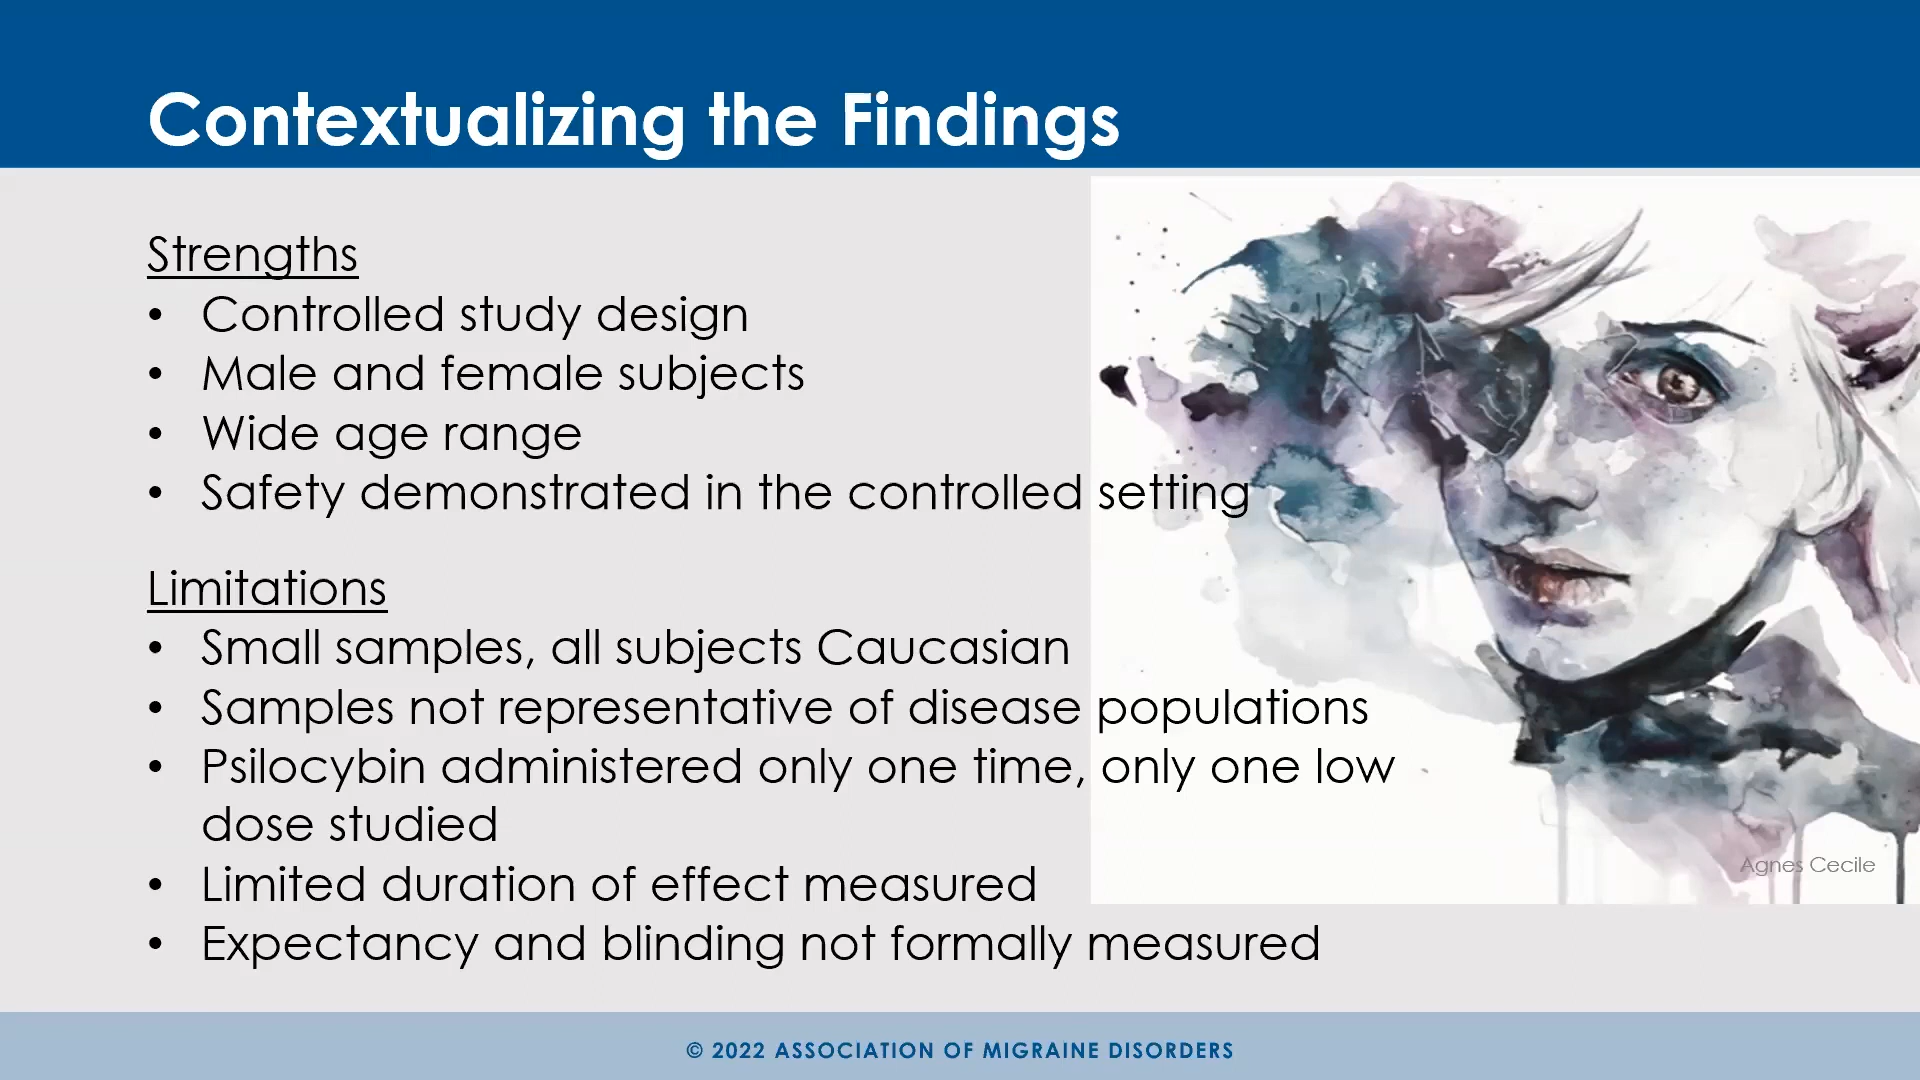 Contextualizing the Findings
Strengths
• Controlled study design
• Male and female subjects
• Wide age range
• Safety demonstrated in the controlled setting
Limitations
• Small samples, all subjects Caucasian
• Samples not representative of disease populations
• Psilocybin administered only one time, only one low
dose studied
• Limited duration of effect measured
• Expectancy and blinding not formally measured
Agnes Cecile
© 2022 ASSOCIATION OF MIGRAINE DISORDERS